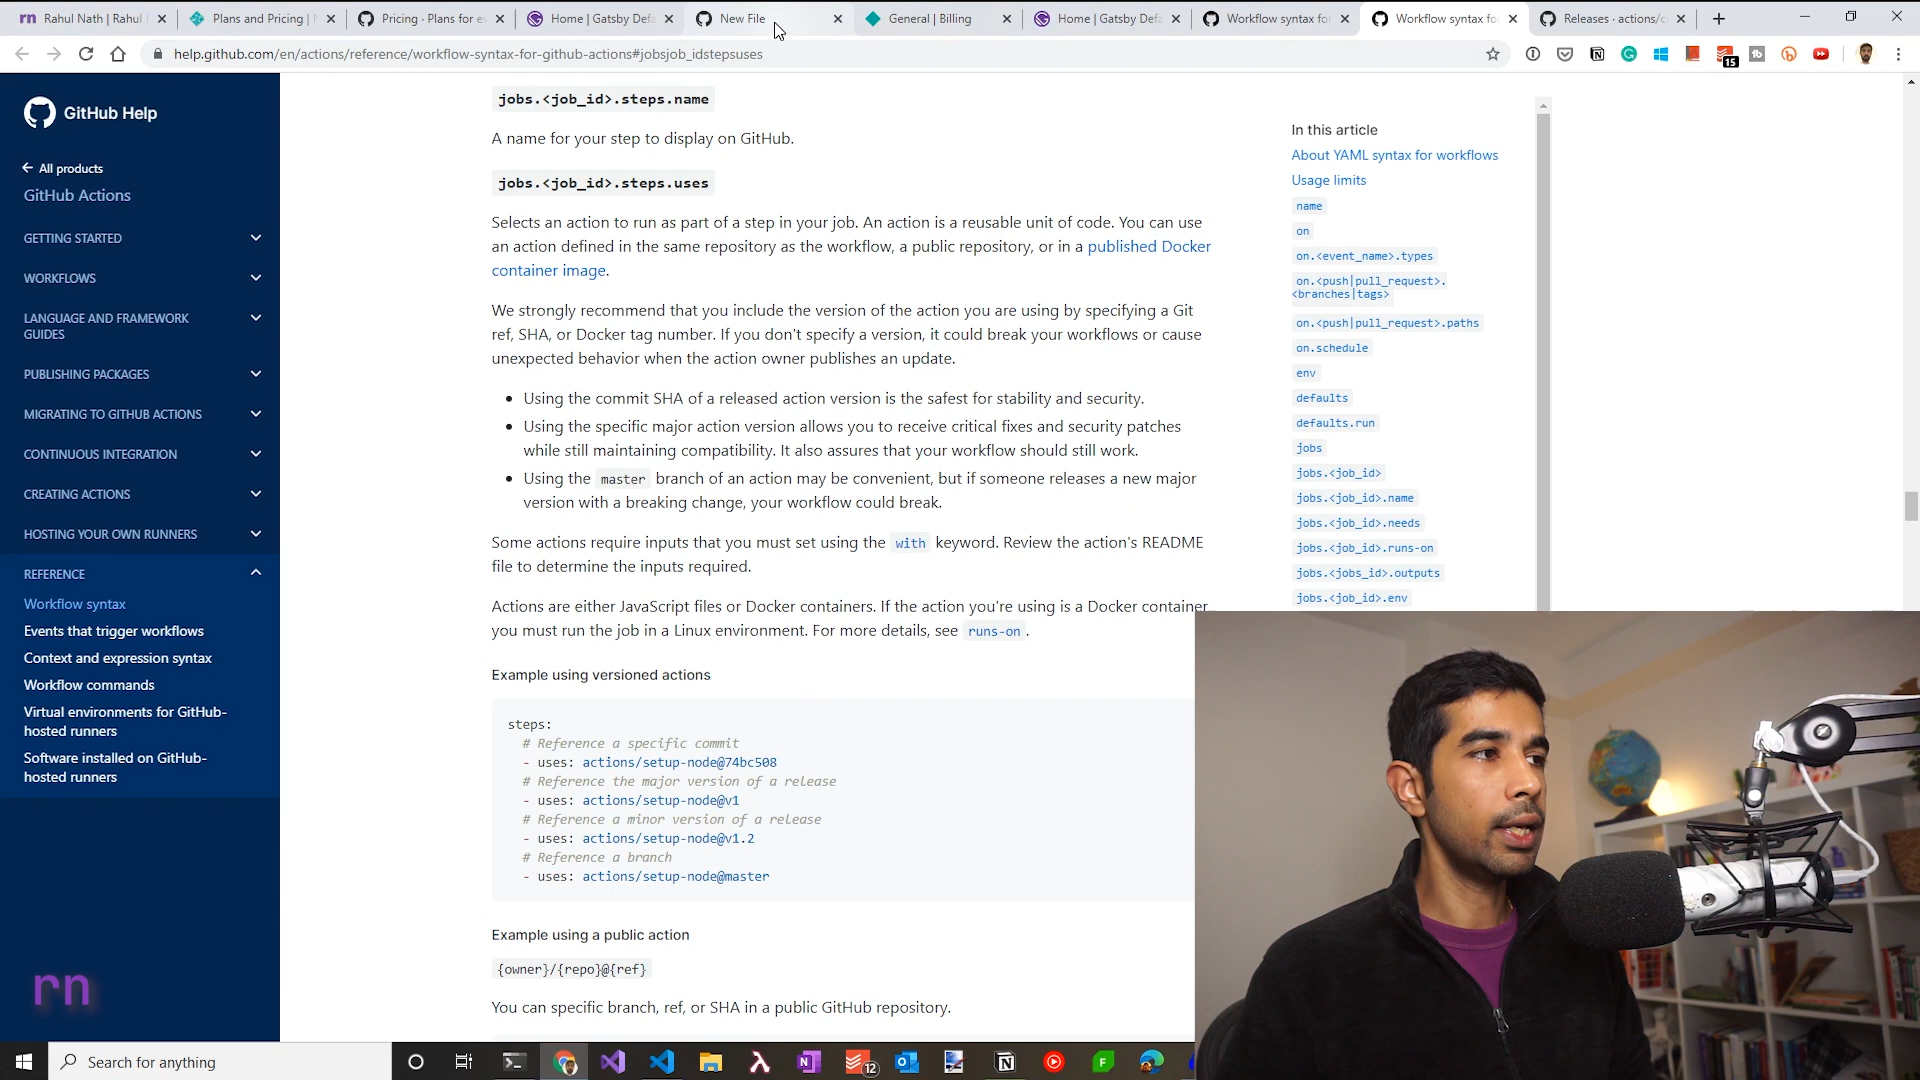 rn Rahul Nath | Rahul
Plans and Pricing |
Pricing · Plans for ev
Home | Gatsby Defa
New File
General | Billing
Home | Gatsby Defa
Workflow syntax fo
Workflow syntax fo
Releases · actions/c
help.github.com/en/actions/reference/workflow-syntax-for-github-actions#jobsjob_idstepsuses
15
GitHub Help
All products
GitHub Actions
GETTING STARTED
WORKFLOWS
LANGUAGE AND FRAMEWORK
GUIDES
PUBLISHING PACKAGES
MIGRATING TO GITHUB ACTIONS
CONTINUOUS INTEGRATION
CREATING ACTIONS
HOSTING YOUR OWN RUNNERS
REFERENCE
Workflow syntax
Events that trigger workflows
Context and expression syntax
Workflow commands
Virtual environments for GitHub-
hosted runners
Software installed on GitHub-
hosted runners
rn
jobs.<job_id>.steps.name
A name for your step to display on GitHub.
jobs.<job_id>.steps.uses
Selects an action to run as part of a step in your job. An action is a reusable unit of code. You can use
an action defined in the same repository as the workflow, a public repository, or in a published Docker
container image.
We strongly recommend that you include the version of the action you are using by specifying a Git
ref, SHA, or Docker tag number. If you don't specify a version, it could break your workflows or cause
unexpected behavior when the action owner publishes an update.
• Using the commit SHA of a released action version is the safest for stability and security.
• Using the specific major action version allows you to receive critical fixes and security patches
while still maintaining compatibility. It also assures that your workflow should still work.
• Using the master branch of an action may be convenient, but if someone releases a new major
version with a breaking change, your workflow could break.
Some actions require inputs that you must set using the with keyword. Review the action's README
file to determine the inputs required.
Actions are either JavaScript files or Docker containers. If the action you're using is a Docker container
you must run the job in a Linux environment. For more details, see runs-on .
Example using versioned actions
steps:
# Reference a specific commit
- uses: actions/setup-node@74bc508
# Reference the major version of a release
- uses: actions/setup-node@v1
# Reference a minor version of a release
- uses: actions/setup-node@v1.2
# Reference a branch
- uses: actions/setup-node@master
Example using a public action
{owner}/{repo}@{ref}
You can specific branch, ref, or SHA in a public GitHub repository.
In this article
About YAML syntax for workflows
Usage limits
name
on
on.<event_name>.types
on.<push|pull_request>.
<branches|tags>
on.<push|pull_request>.paths
on.schedule
env
defaults
defaults.run
jobs
jobs.<job_id>
jobs.<job_id>.name
jobs.<job_id>.needs
jobs.<job_id>.runs-on
jobs.<jobs_id>.outputs
jobs.<job_id>.env
Search for anything
12